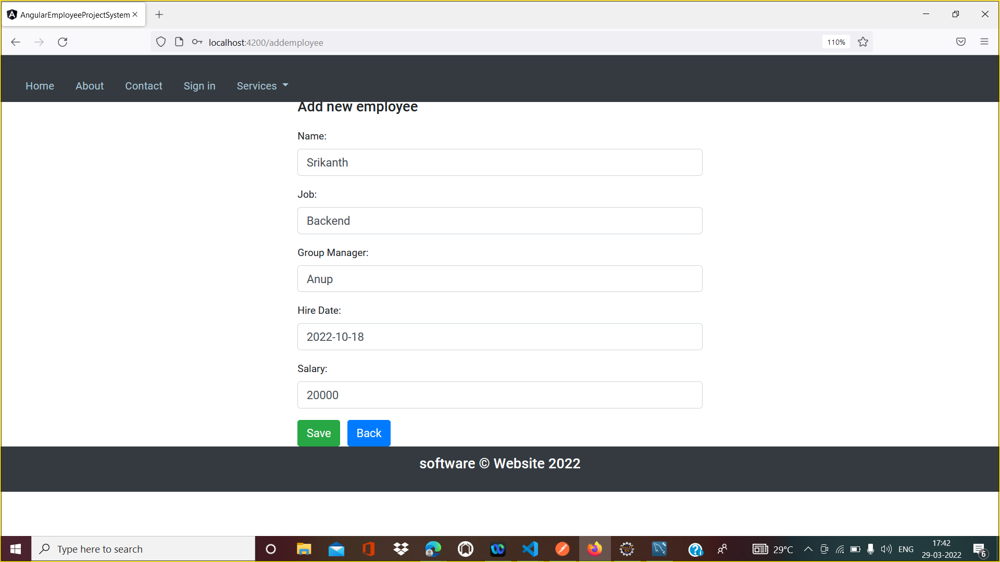 AngularEmployeeProjectSystem
localhost:4200/addemployee
110%
Home About Contact Sign in Services
Add new employee
Name:
Srikanth
Job:
Backend
Group Manager:
Anup
Hire Date:
2022-10-18
Salary:
20000
Save Back
software © Website 2022
Type here to search
29°C
ENG
17:42
29-03-2022
6